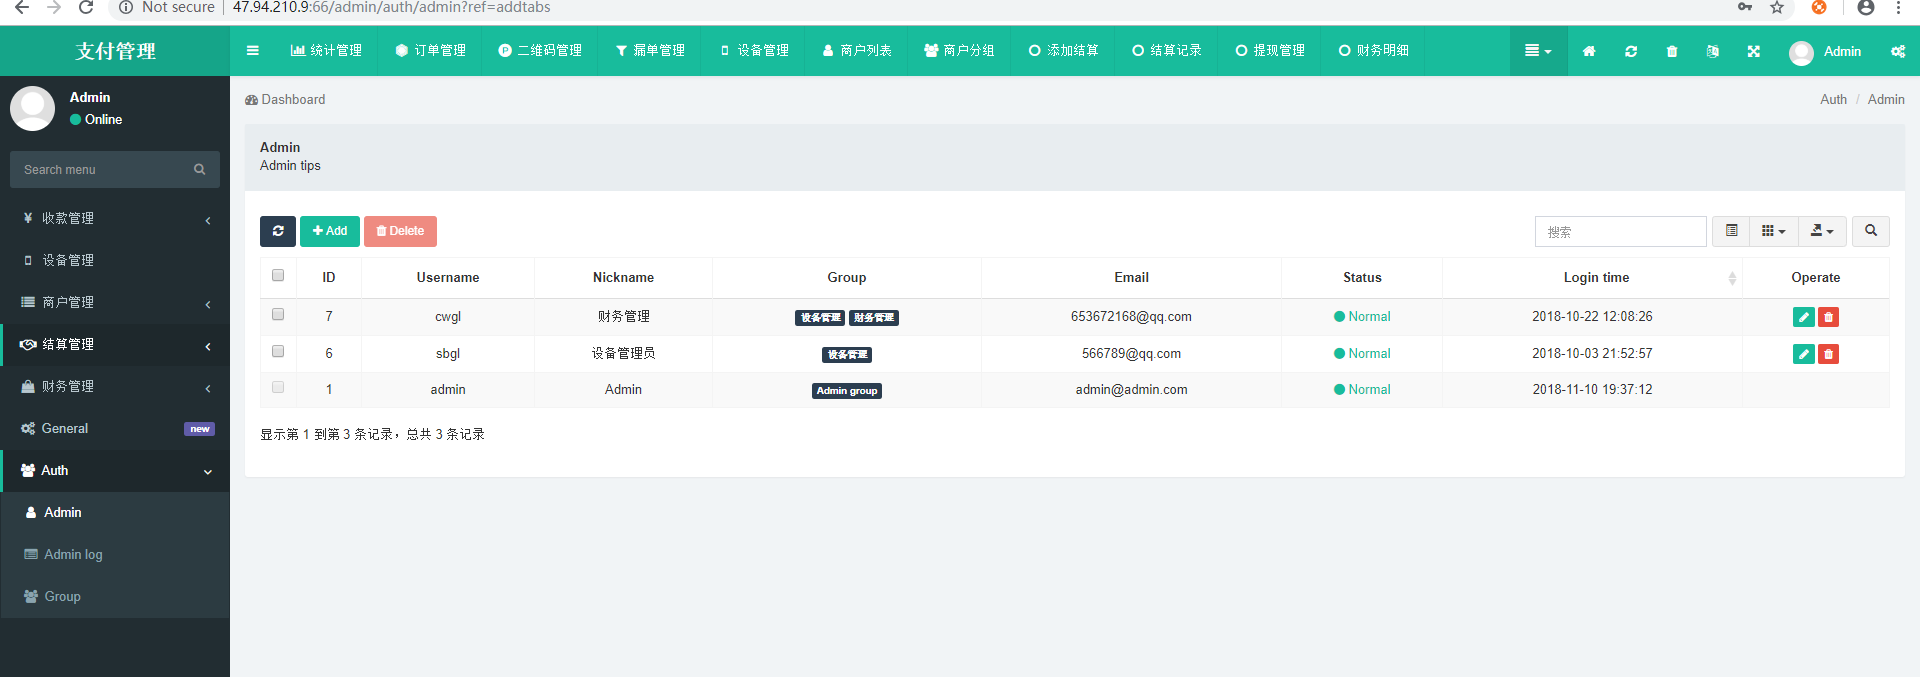 Not secure 47.94.210.9:66/admin/auth/admin?ref=addtabs
支付管理 统计管理 订单管理 二维码管理 漏单管理 设备管理 商户列表 商户分组 添加结算 结算记录 提现管理 财务明细 Admin
Admin
Online
Search menu
收款管理
设备管理
商户管理
结算管理
财务管理
General new
Auth
Admin
Admin log
Group
Dashboard Auth / Admin
Admin
Admin tips
Add Delete 搜索
ID Username Nickname Group Email Status Login time Operate
7 cwgl 财务管理 设备管理 财务管理 653672168@qq.com Normal 2018-10-22 12:08:26
6 sbgl 设备管理员 设备管理 566789@qq.com Normal 2018-10-03 21:52:57
1 admin Admin Admin group admin@admin.com Normal 2018-11-10 19:37:12
显示第 1 到第 3 条记录，总共 3 条记录